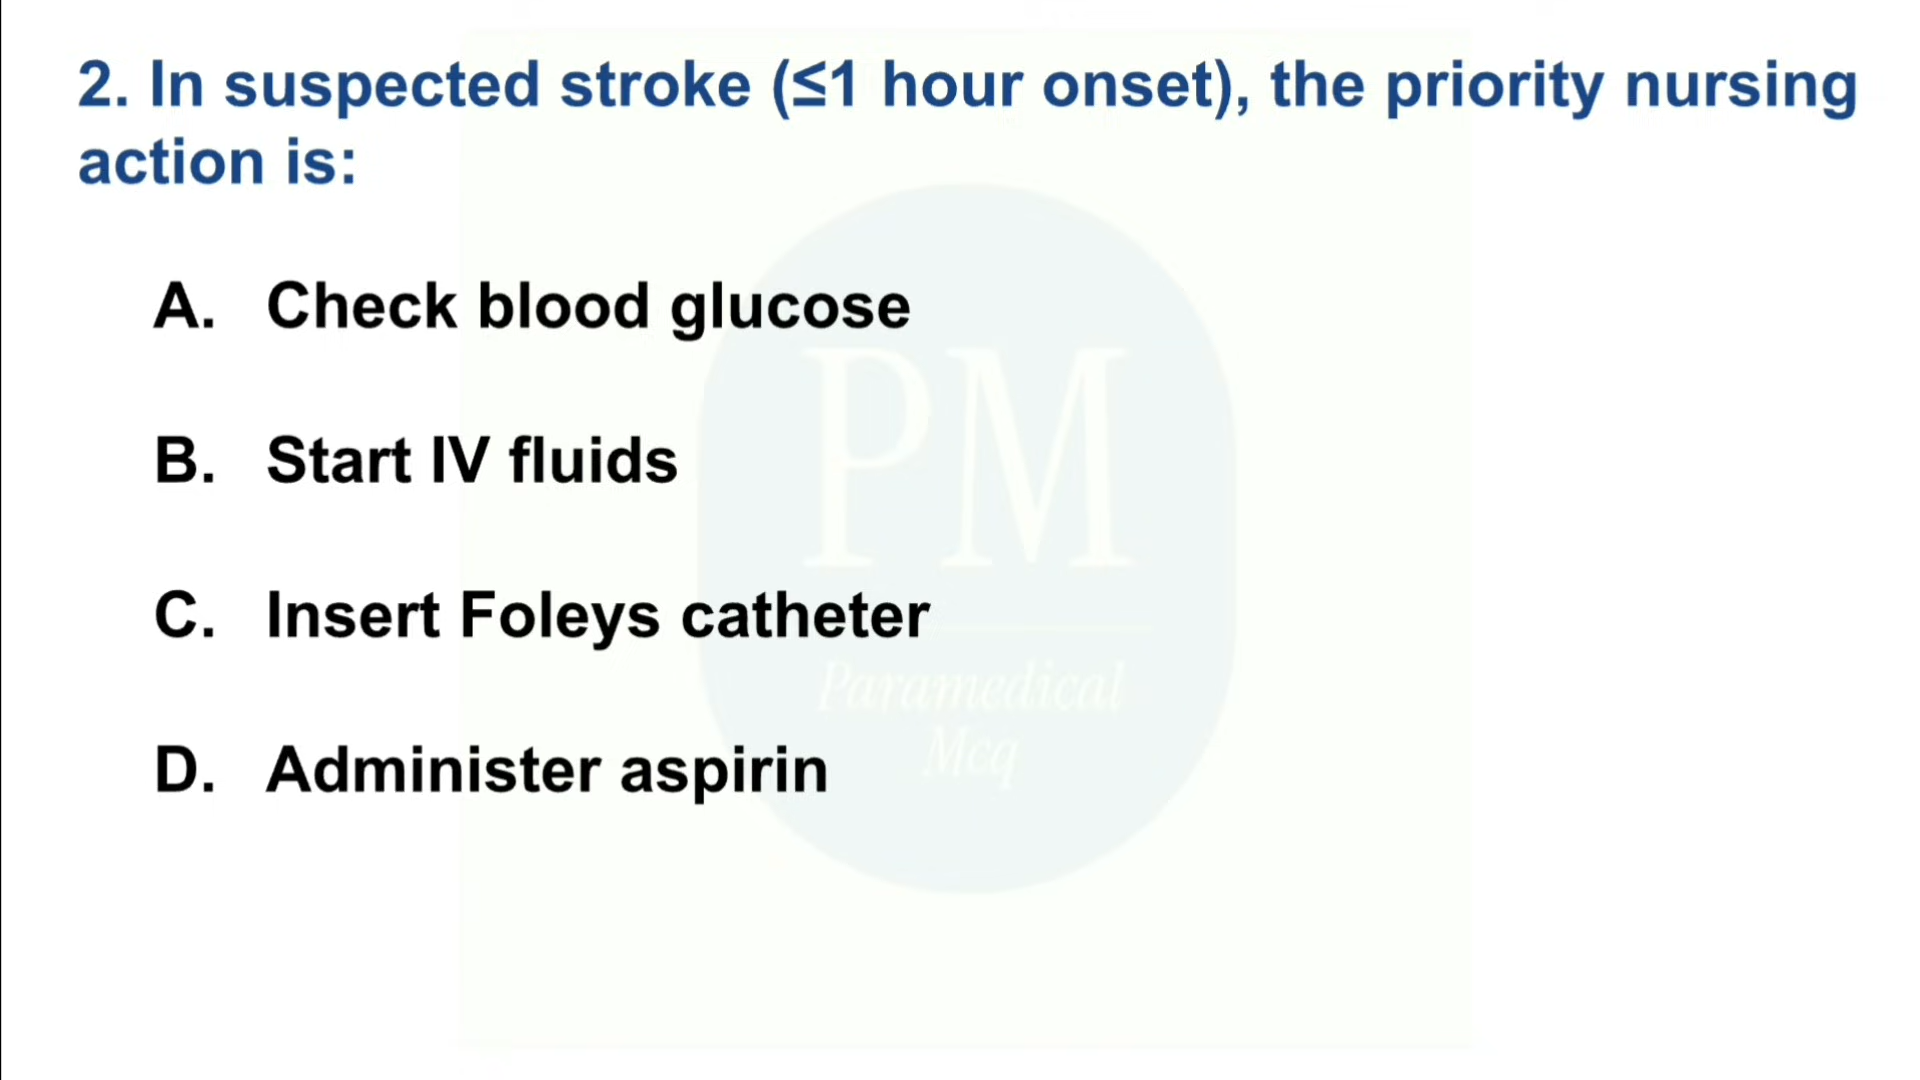 2. In suspected stroke (≤1 hour onset), the priority nursing
action is:
A. Check blood glucose
B. Start IV fluids
C. Insert Foleys catheter
D. Administer aspirin
PM
Paramedical
Mcq